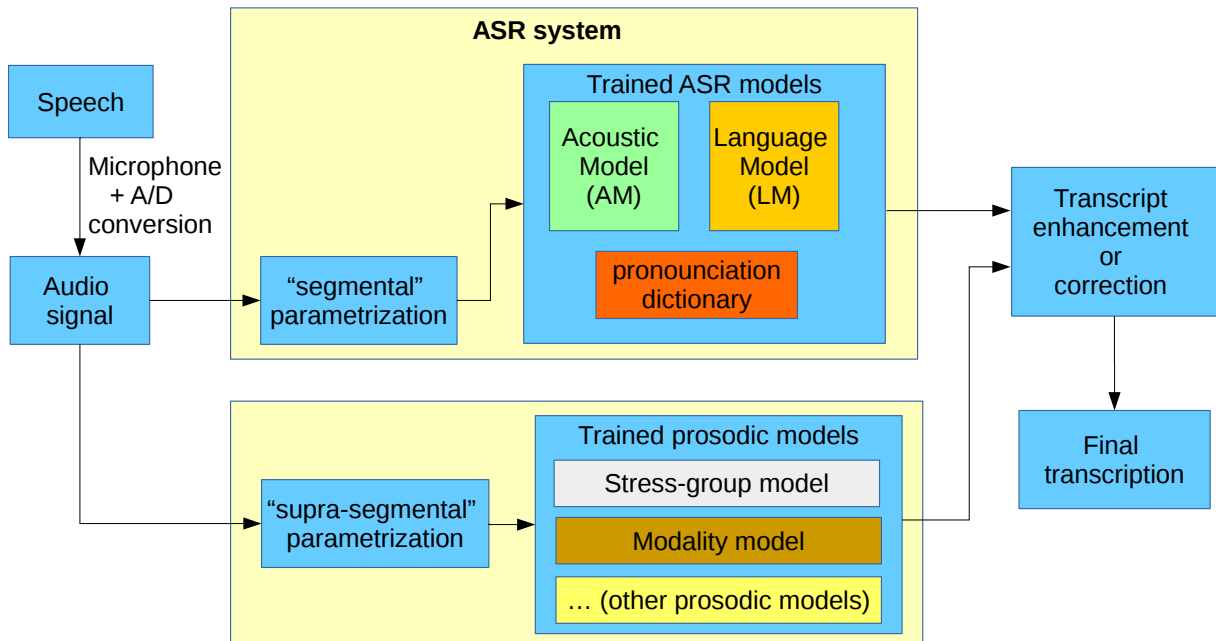 ASR system
Speech
Microphone
+ A/D
conversion
Audio
signal
“segmental”
parametrization
Trained ASR models
Acoustic
Model
(AM)
Language
Model
(LM)
pronounciation
dictionary
Transcript
enhancement
or
correction
Final
transcription
“supra-segmental”
parametrization
Trained prosodic models
Stress-group model
Modality model
… (other prosodic models)